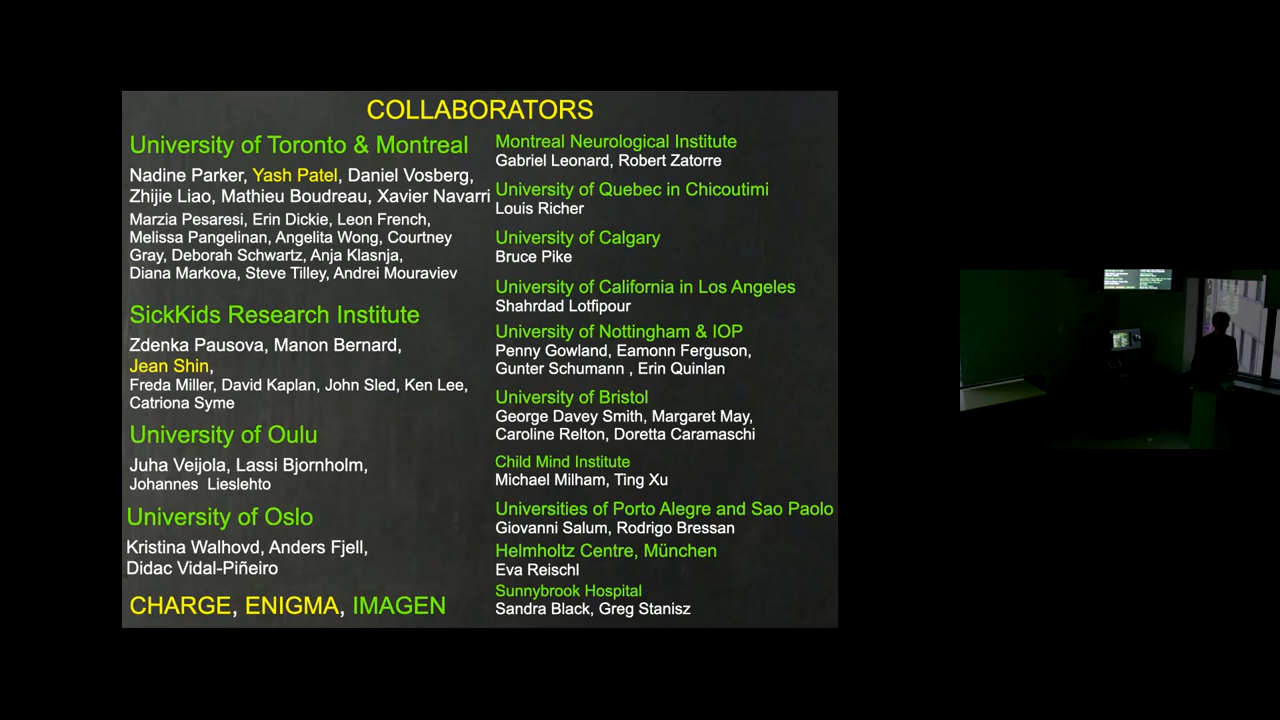 COLLABORATORS
University of Toronto & Montreal
Nadine Parker, Yash Patel, Daniel Vosberg,
Zhijie Liao, Mathieu Boudreau, Xavier Navarri
Marzia Pesaresi, Erin Dickie, Leon French,
Melissa Pangelinan, Angelita Wong, Courtney
Gray, Deborah Schwartz, Anja Klasnja,
Diana Markova, Steve Tilley, Andrei Mouraviev
SickKids Research Institute
Zdenka Pausova, Manon Bernard,
Jean Shin,
Freda Miller, David Kaplan, John Sled, Ken Lee,
Catriona Syme
University of Oulu
Juha Veijola, Lassi Bjornholm,
Johannes Lieslehto
University of Oslo
Kristina Walhovd, Anders Fjell,
Didac Vidal-Piñeiro
CHARGE, ENIGMA, IMAGEN
Montreal Neurological Institute
Gabriel Leonard, Robert Zatorre
University of Quebec in Chicoutimi
Louis Richer
University of Calgary
Bruce Pike
University of California in Los Angeles
Shahrdad Lotfipour
University of Nottingham & IOP
Penny Gowland, Eamonn Ferguson,
Gunter Schumann , Erin Quinlan
University of Bristol
George Davey Smith, Margaret May,
Caroline Relton, Doretta Caramaschi
Child Mind Institute
Michael Milham, Ting Xu
Universities of Porto Alegre and Sao Paolo
Giovanni Salum, Rodrigo Bressan
Helmholtz Centre, München
Eva Reischl
Sunnybrook Hospital
Sandra Black, Greg Stanisz